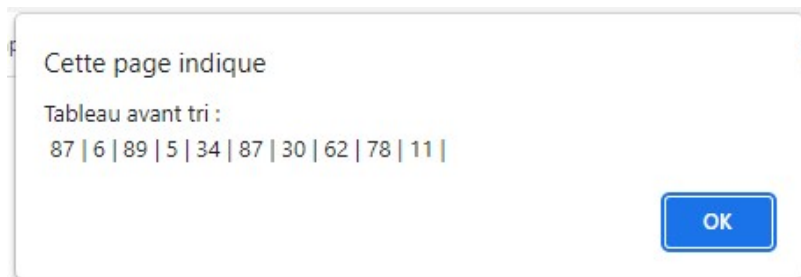 Cette page indique
Tableau avant tri :
87 | 6 | 89 | 5 | 34 | 87 | 30 | 62 | 78 | 11 |
OK